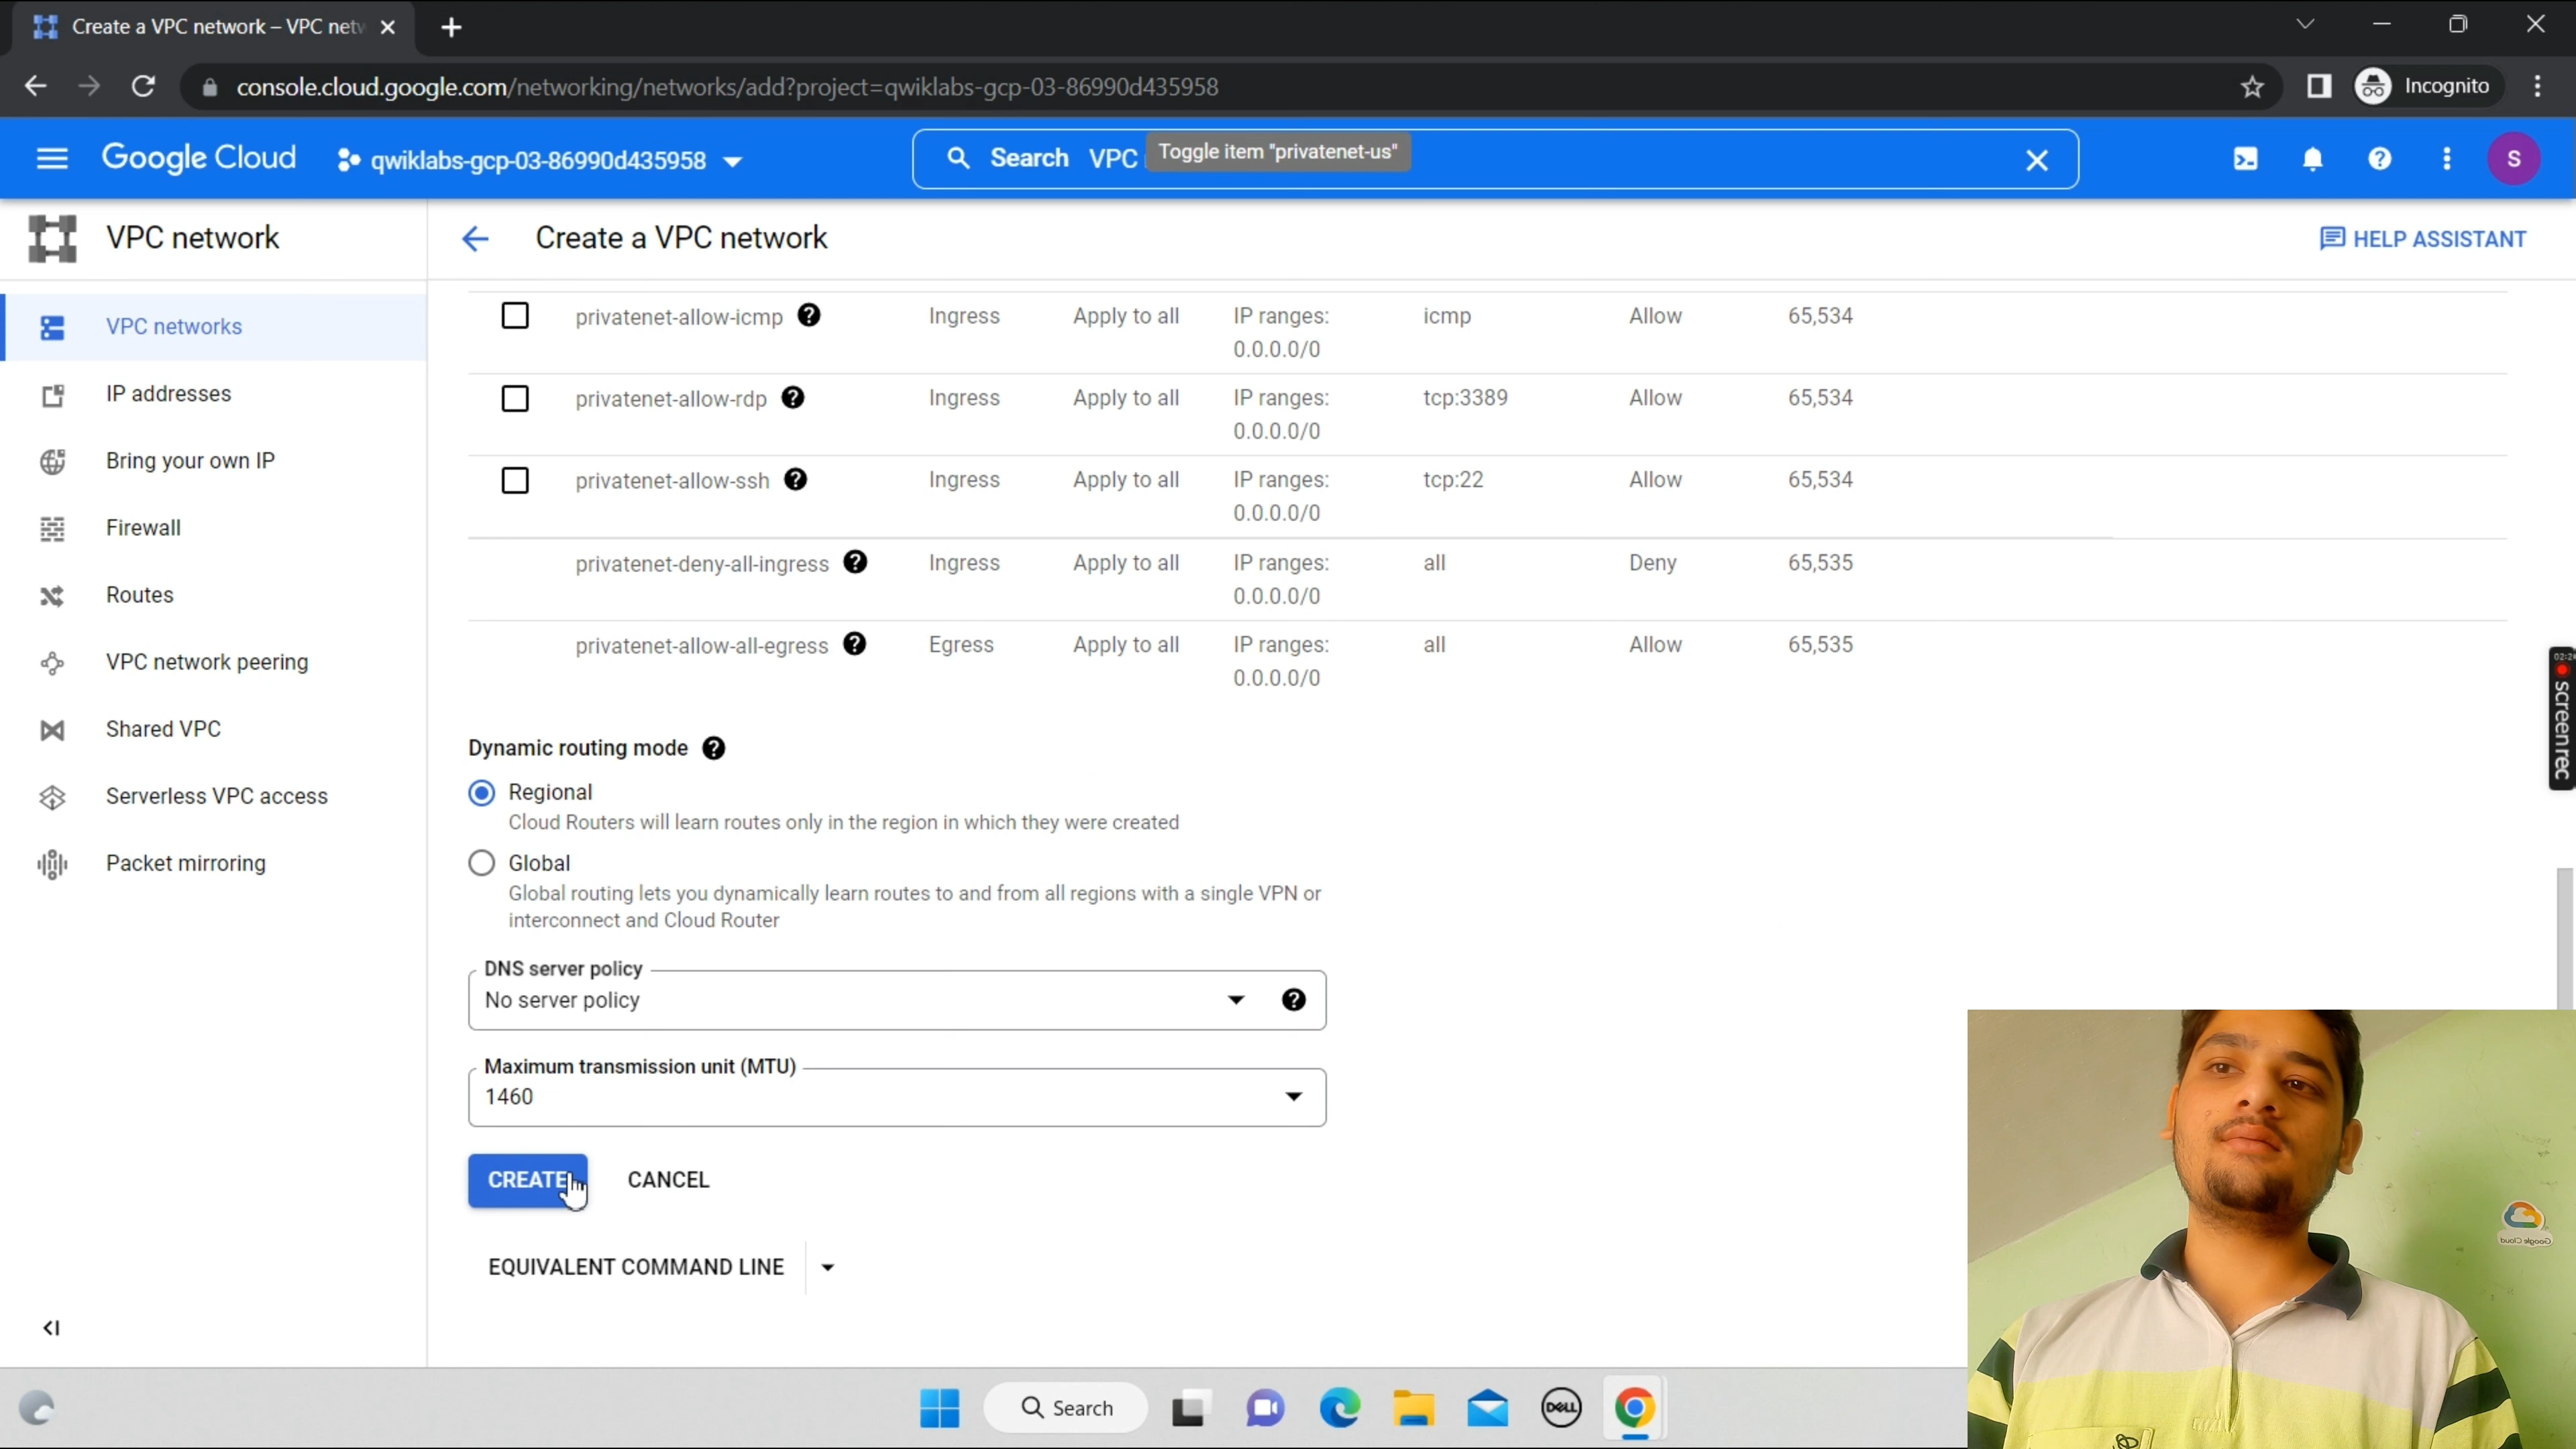 Create a VPC network – VPC netw
console.cloud.google.com/networking/networks/add?project=qwiklabs-gcp-03-86990d435958
Incognito
Google Cloud
qwiklabs-gcp-03-86990d435958
Search VPC
Toggle item "privatenet-us"
S
VPC network
Create a VPC network
HELP ASSISTANT
VPC networks
IP addresses
Bring your own IP
Firewall
Routes
VPC network peering
Shared VPC
Serverless VPC access
Packet mirroring
privatenet-allow-icmp Ingress Apply to all IP ranges: icmp Allow 65,534
0.0.0.0/0
privatenet-allow-rdp Ingress Apply to all IP ranges: tcp:3389 Allow 65,534
0.0.0.0/0
privatenet-allow-ssh Ingress Apply to all IP ranges: tcp:22 Allow 65,534
0.0.0.0/0
privatenet-deny-all-ingress Ingress Apply to all IP ranges: all Deny 65,535
0.0.0.0/0
privatenet-allow-all-egress Egress Apply to all IP ranges: all Allow 65,535
0.0.0.0/0
Dynamic routing mode
Regional
Cloud Routers will learn routes only in the region in which they were created
Global
Global routing lets you dynamically learn routes to and from all regions with a single VPN or
interconnect and Cloud Router
DNS server policy
No server policy
Maximum transmission unit (MTU)
1460
CREATE
CANCEL
EQUIVALENT COMMAND LINE
screenrec
Google Cloud
Search
DELL